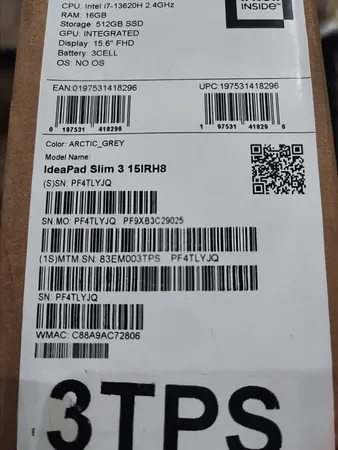 CPU: Intel i7-13620H 2.4GHz
RAM: 16GB
Storage: 512GB SSD
GPU: INTEGRATED
Display: 15.6" FHD
Battery: 3CELL
OS: NO OS
INSIDE™
EAN:0197531418296
UPC:197531418296
0 197531 418296
1 97531 41829 6
Color: ARCTIC_GREY
Model Name:
IdeaPad Slim 3 15IRH8
(S)SN: PF4TLYJQ
SN.MO: PF4TLYJQ PF9XB3C29025
(1S)MTM.SN: 83EM003TPS PF4TLYJQ
SN: PF4TLYJQ
WMAC: C88A9AC72806
3TPS